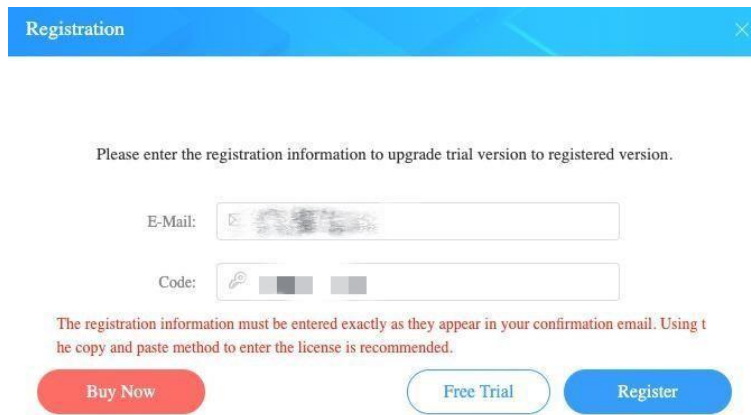 Registration
Please enter the registration information to upgrade trial version to registered version.
E-Mail:
Code:
The registration information must be entered exactly as they appear in your confirmation email. Using t
he copy and paste method to enter the license is recommended.
Buy Now
Free Trial
Register